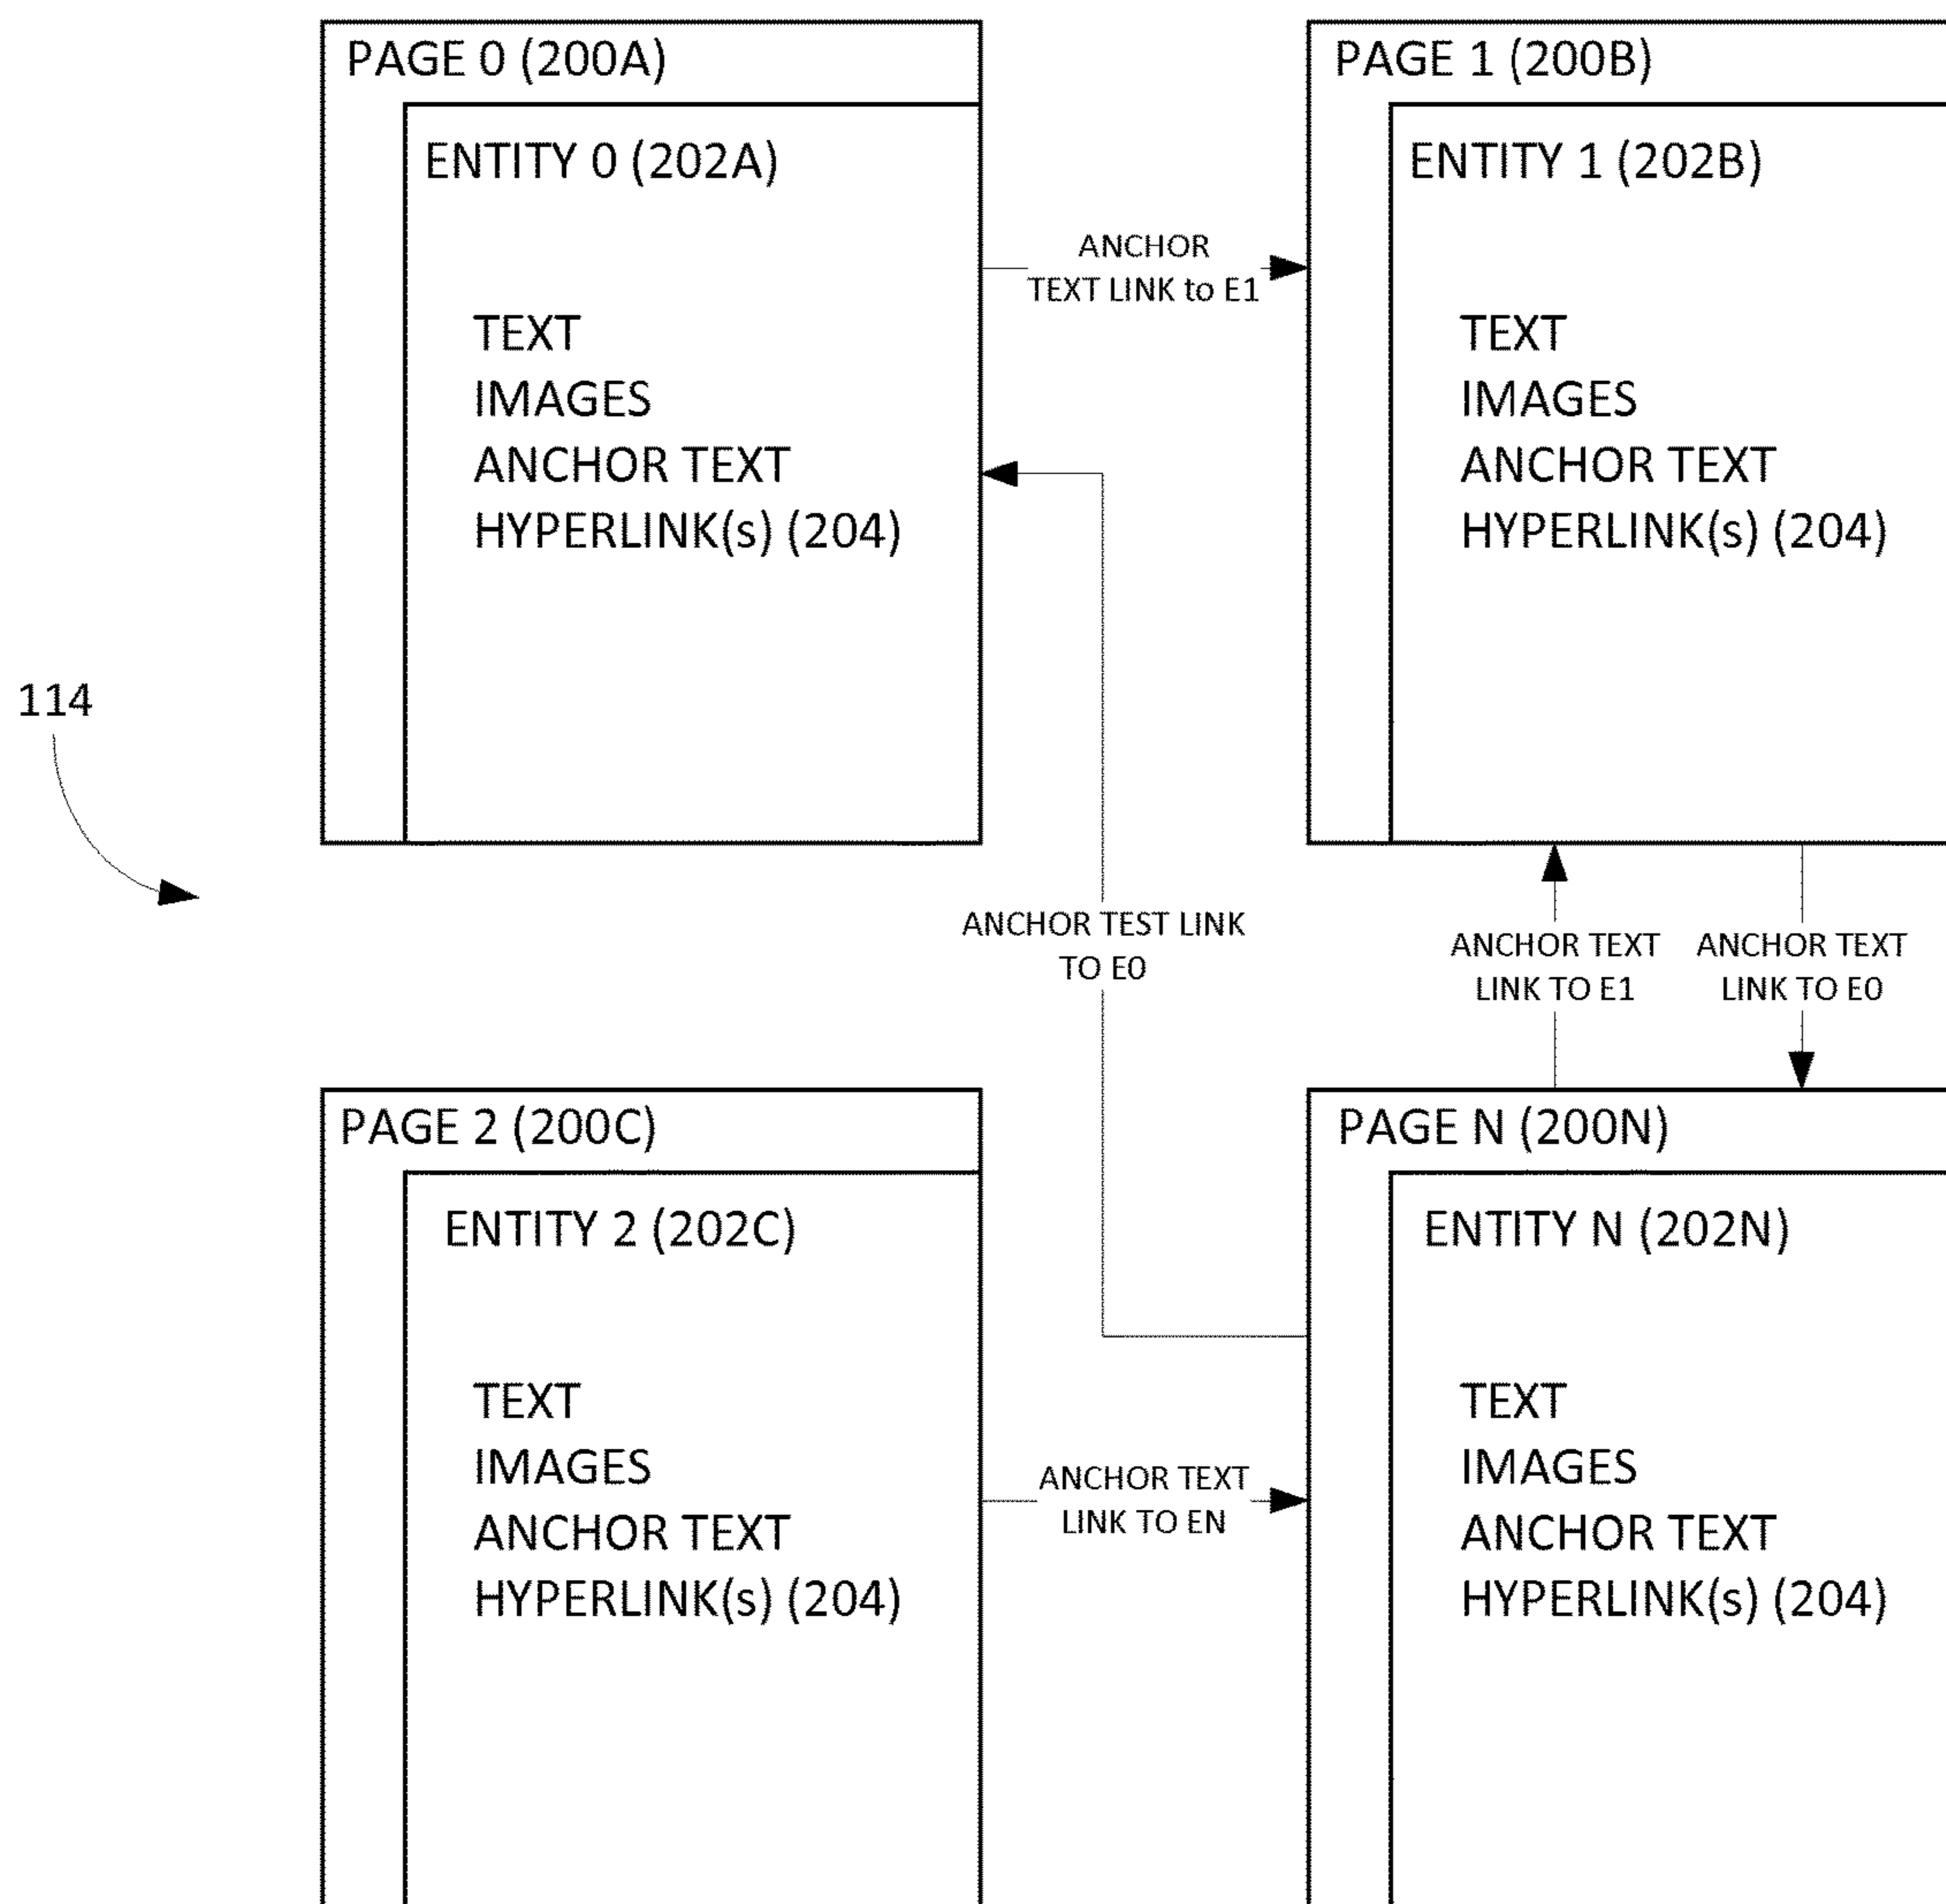 PAGE 0 (200A)
ENTITY 0 (202A)
TEXT
IMAGES
ANCHOR TEXT
HYPERLINK(s) (204)
ANCHOR
TEXT LINK to E1
PAGE 1 (200B)
ENTITY 1 (202B)
TEXT
IMAGES
ANCHOR TEXT
HYPERLINK(s) (204)
114
ANCHOR TEST LINK
TO E0
ANCHOR TEXT
LINK TO E1
ANCHOR TEXT
LINK TO E0
PAGE 2 (200C)
ENTITY 2 (202C)
TEXT
IMAGES
ANCHOR TEXT
HYPERLINK(s) (204)
ANCHOR TEXT
LINK TO EN
PAGE N (200N)
ENTITY N (202N)
TEXT
IMAGES
ANCHOR TEXT
HYPERLINK(s) (204)